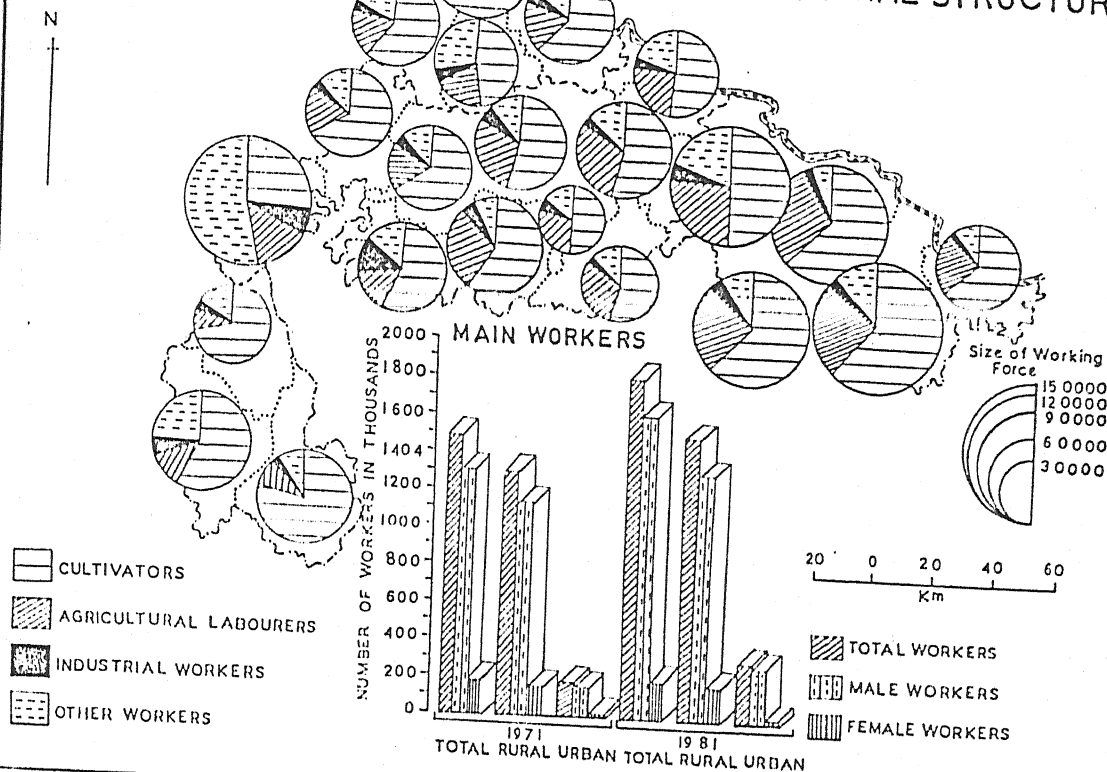 N
STRUCTUR
MAIN WORKERS
NUMBER OF WORKERS IN THOUSANDS
2000
1800
1600
1404
1200
1000
800
600
400
200
0
1971
1981
TOTAL RURAL URBAN TOTAL RURAL URBAN
Size of Working
Force
15 0000
12 0000
9 0000
6 0000
3 0000
20 0 20 40 60
Km
CULTIVATORS
AGRICULTURAL LABOURERS
INDUSTRIAL WORKERS
OTHER WORKERS
TOTAL WORKERS
MALE WORKERS
FEMALE WORKERS